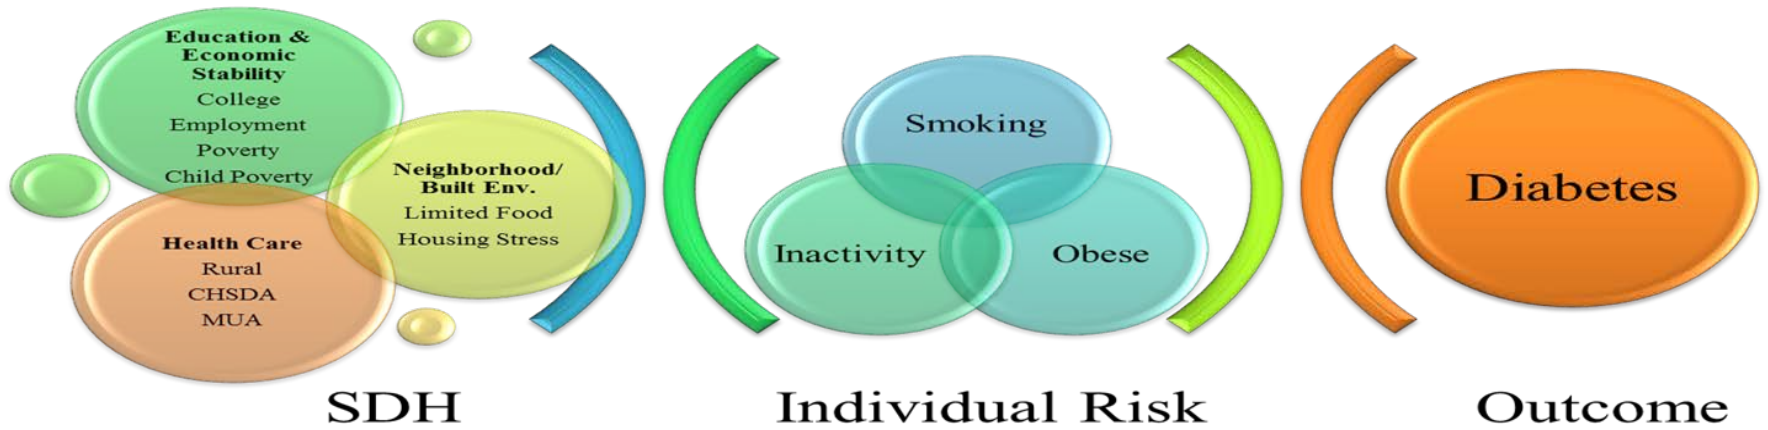 Education &
Economic
Stability
College
Employment
Poverty
Child Poverty
Neighborhood/
Built Env.
Limited Food
Housing Stress
Health Care
Rural
CHSDA
MUA
SDH
Smoking
Inactivity
Obese
Individual Risk
Diabetes
Outcome